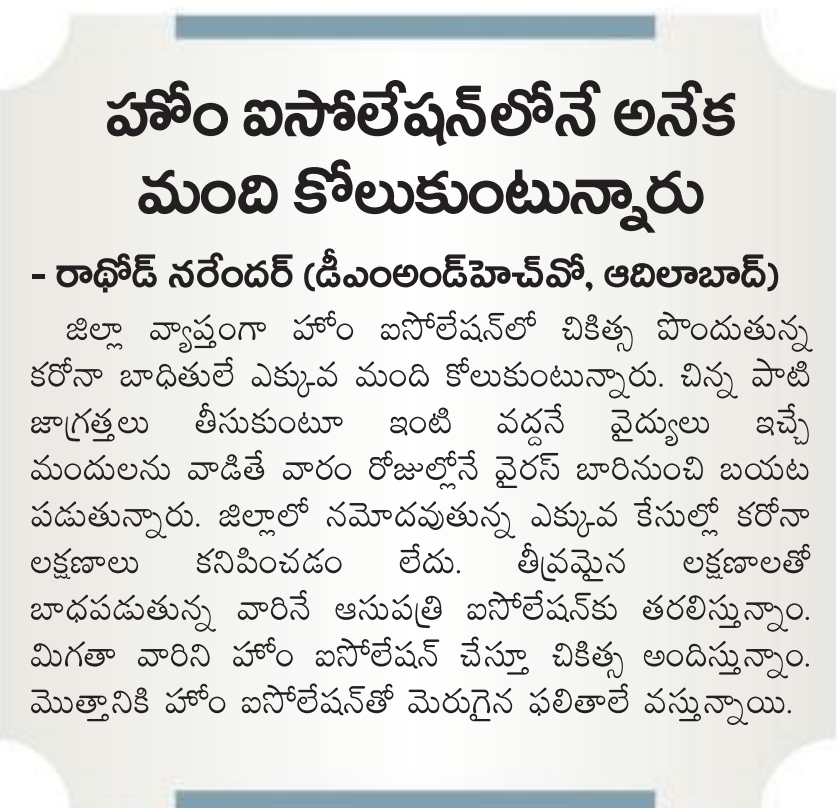 హోం ఐసోలేషన్‌లోనే అనేక
మంది కోలుకుంటున్నారు
- రాథోడ్ నరేందర్ (డీఎంఅండ్‌హెచ్‌వో, ఆదిలాబాద్)
జిల్లా వ్యాప్తంగా హోం ఐసోలేషన్‌లో చికిత్స పొందుతున్న
కరోనా బాధితులే ఎక్కువ మంది కోలుకుంటున్నారు. చిన్న పాటి
జాగ్రత్తలు తీసుకుంటూ ఇంటి వద్దనే వైద్యులు ఇచ్చే
మందులను వాడితే వారం రోజుల్లోనే వైరస్ బారినుంచి బయట
పడుతున్నారు. జిల్లాలో నమోదవుతున్న ఎక్కువ కేసుల్లో కరోనా
లక్షణాలు కనిపించడం లేదు. తీవ్రమైన లక్షణాలతో
బాధపడుతున్న వారినే ఆసుపత్రి ఐసోలేషన్‌కు తరలిస్తున్నాం.
మిగతా వారిని హోం ఐసోలేషన్ చేస్తూ చికిత్స అందిస్తున్నాం.
మొత్తానికి హోం ఐసోలేషన్‌తో మెరుగైన ఫలితాలే వస్తున్నాయి.